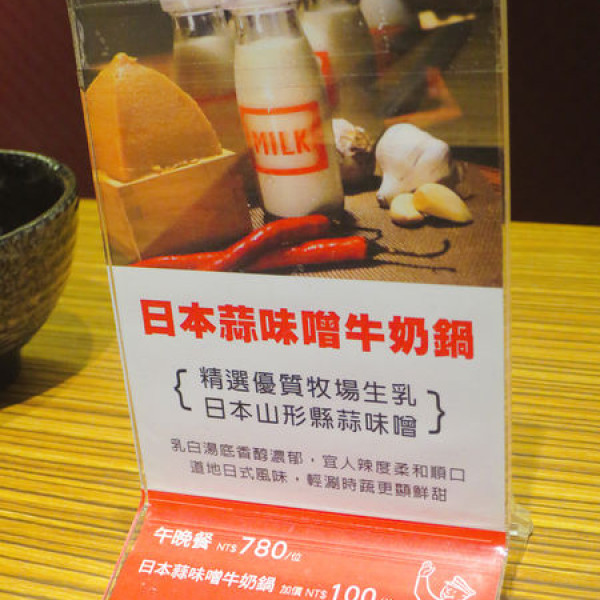 MILK
日本蒜味噌牛奶鍋
{ 精選優質牧場生乳
日本山形縣蒜味噌 }
乳白湯底香醇濃郁，宜人辣度柔和順口
道地日式風味，輕涮時蔬更顯鮮甜
午晚餐 NT$ 780/位
日本蒜味噌牛奶鍋 加價 NT$ 100/